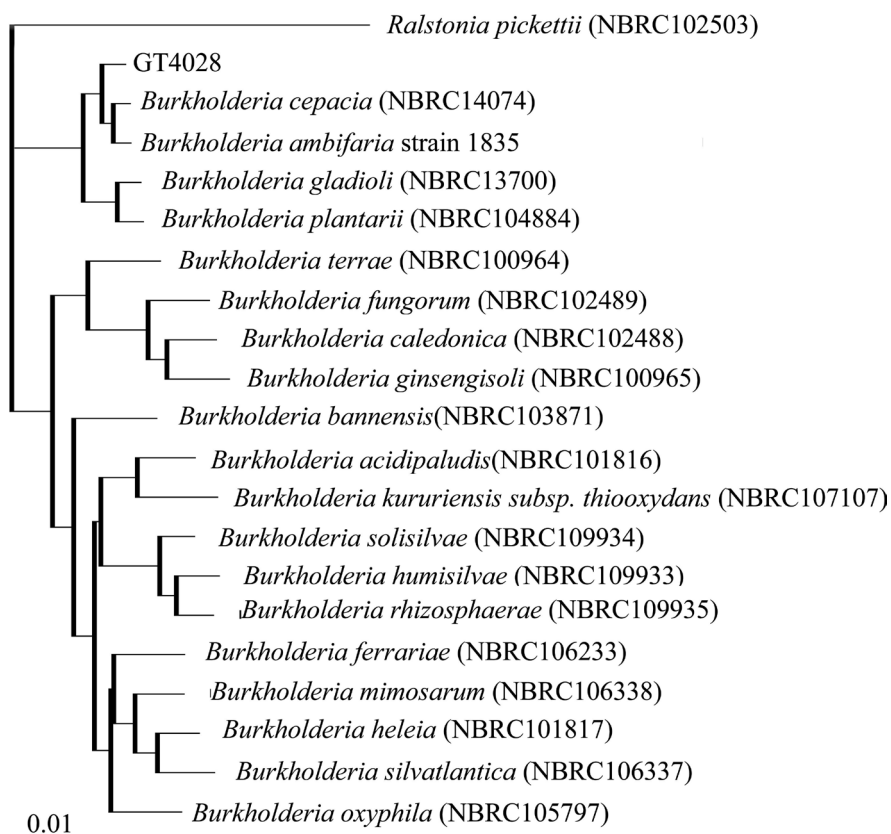 Ralstonia pickettii (NBRC102503)
GT4028
Burkholderia cepacia (NBRC14074)
Burkholderia ambifaria strain 1835
Burkholderia gladioli (NBRC13700)
Burkholderia plantarii (NBRC104884)
Burkholderia terrae (NBRC100964)
Burkholderia fungorum (NBRC102489)
Burkholderia caledonica (NBRC102488)
Burkholderia ginsengisoli (NBRC100965)
Burkholderia bannensis(NBRC103871)
Burkholderia acidipaludis(NBRC101816)
Burkholderia kururiensis subsp. thiooxydans (NBRC107107)
Burkholderia solisilvae (NBRC109934)
Burkholderia humisilvae (NBRC109933)
Burkholderia rhizosphaerae (NBRC109935)
Burkholderia ferrariae (NBRC106233)
Burkholderia mimosarum (NBRC106338)
Burkholderia heleia (NBRC101817)
Burkholderia silvatlantica (NBRC106337)
Burkholderia oxyphila (NBRC105797)
0.01